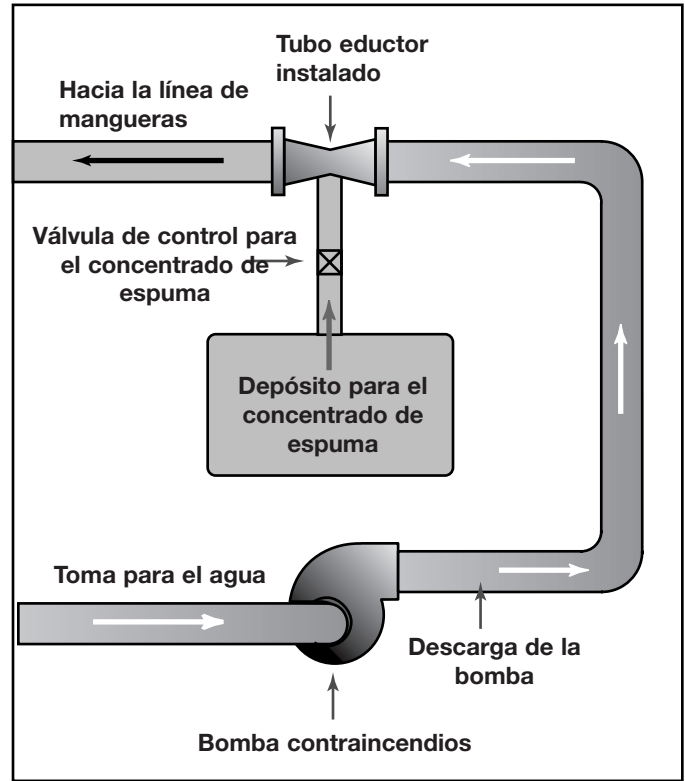 Tubo eductor
instalado
Hacia la línea de
mangueras
Válvula de control para
el concentrado de
espuma
Depósito para el
concentrado de
espuma
Toma para el agua
Descarga de la
bomba
Bomba contraincendios